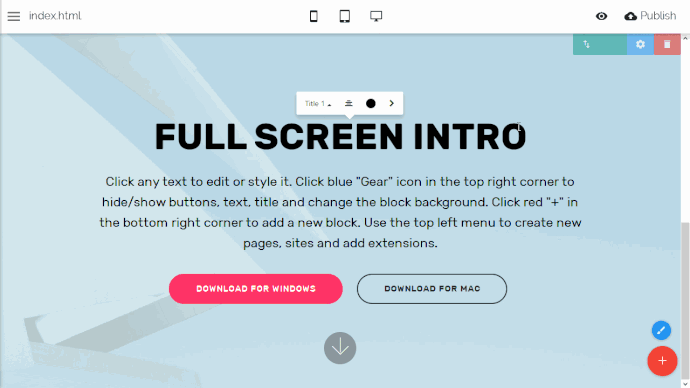 index.html
Publish
Title 1
FULL SCREEN INTRO
Click any text to edit or style it. Click blue "Gear" icon in the top right corner to
hide/show buttons, text, title and change the block background. Click red "+" in
the bottom right corner to add a new block. Use the top left menu to create new
pages, sites and add extensions.
DOWNLOAD FOR WINDOWS
DOWNLOAD FOR MAC